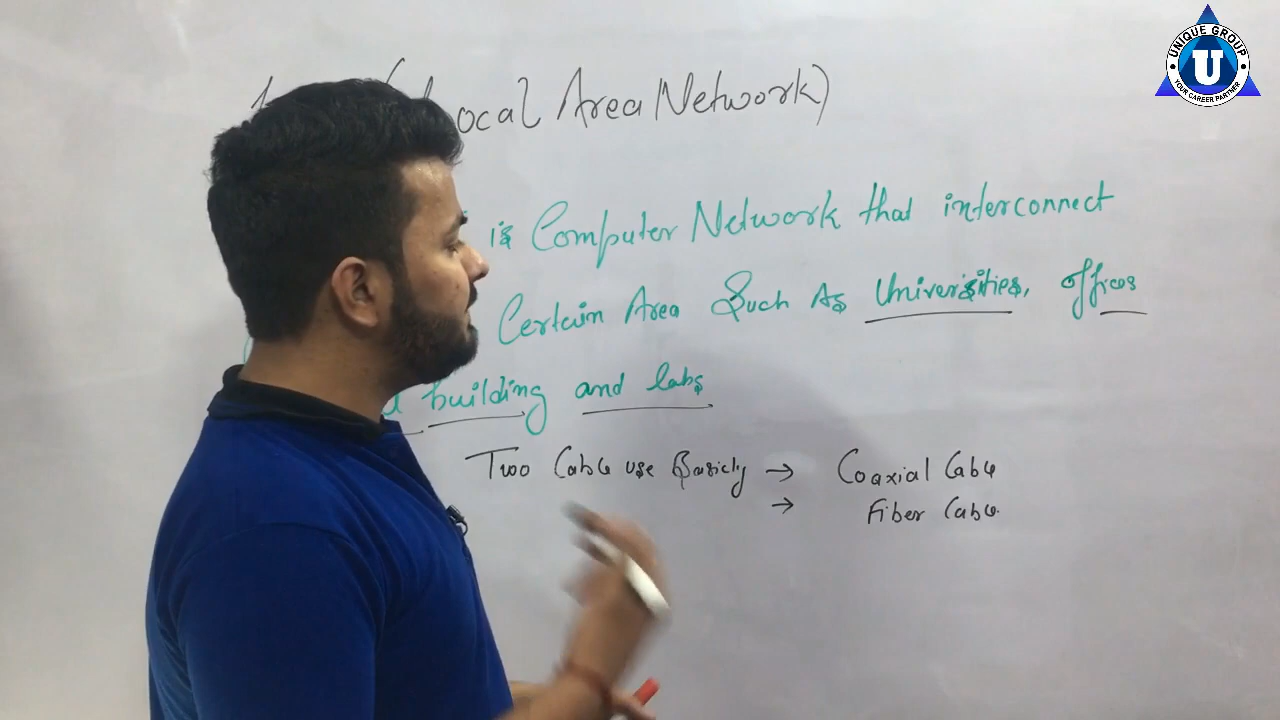 UNIQUE GROUP
U
YOUR CAREER PARTNER
Local Area Network)
is Computer Network that interconnect
Certain Area Such As Universities, offices
building and labs
Two Cable use Basicly → Coaxial Cable
→ Fiber Cable